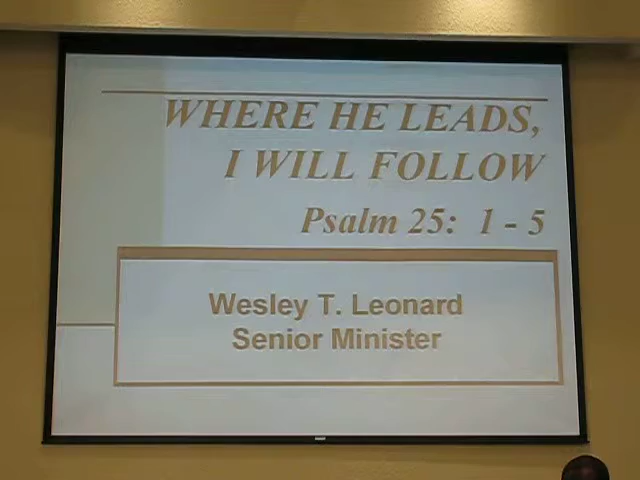 WHERE HE LEADS,
I WILL FOLLOW
Psalm 25: 1 - 5
Wesley T. Leonard
Senior Minister